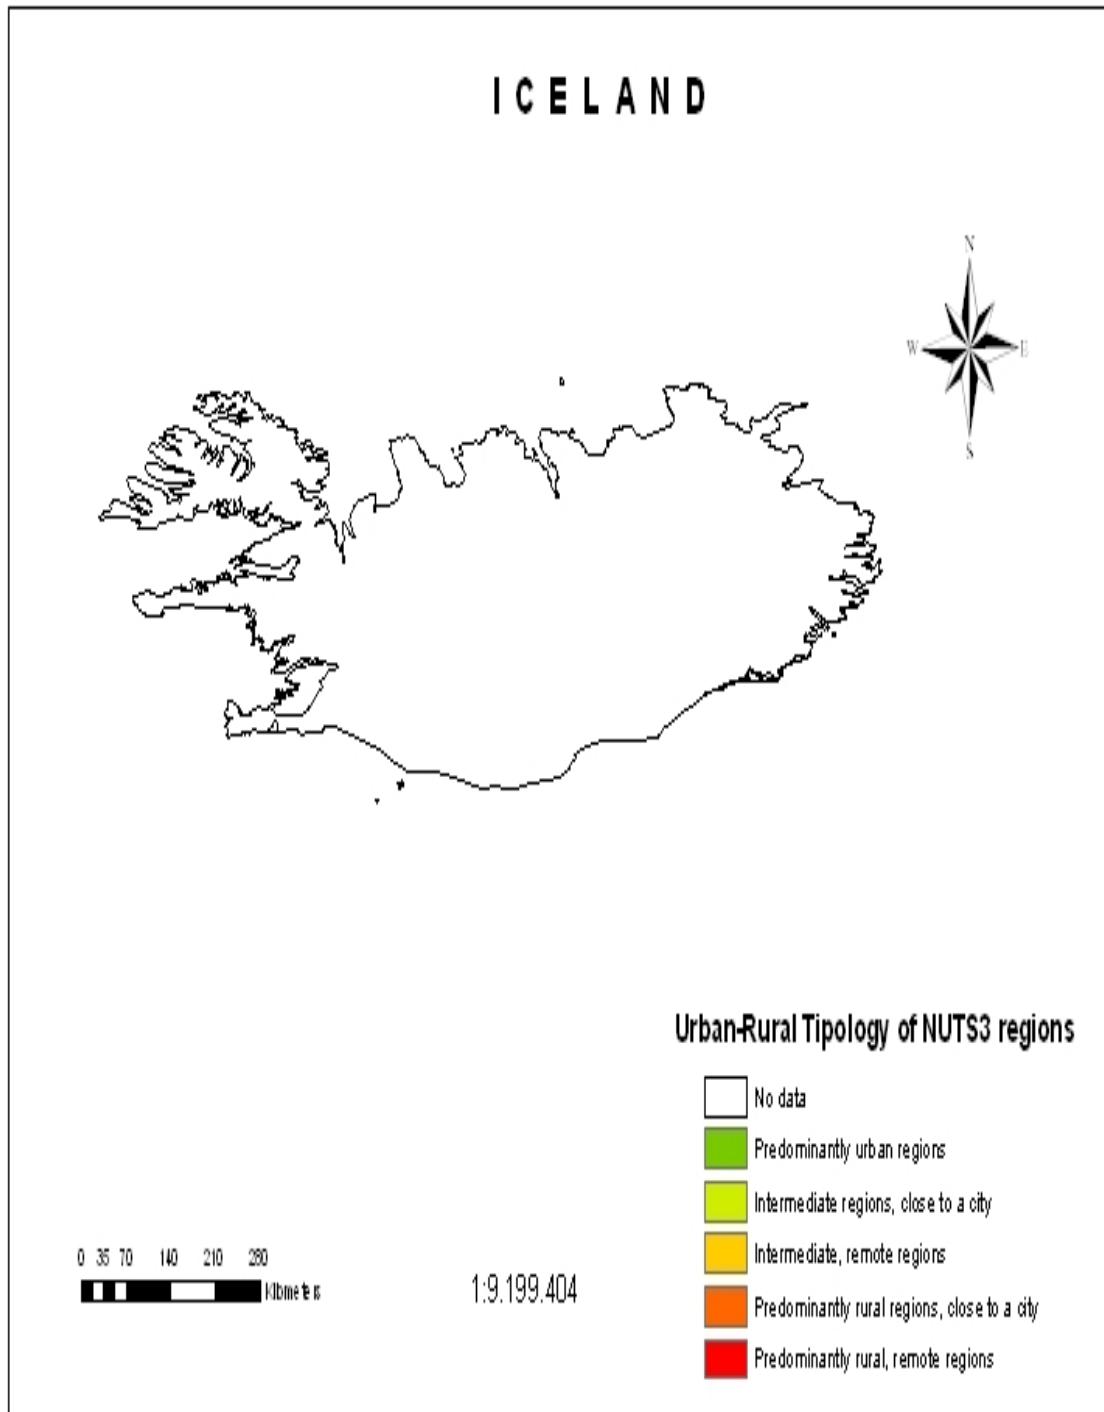 ICELAND
N
W E
S
Urban-Rural Tipology of NUTS3 regions
No data
Predominantly urban regions
Intermediate regions, close to a city
Intermediate, remote regions
Predominantly rural regions, close to a city
Predominantly rural, remote regions
0 35 70 140 210 280
Kilometers
1:9.199.404